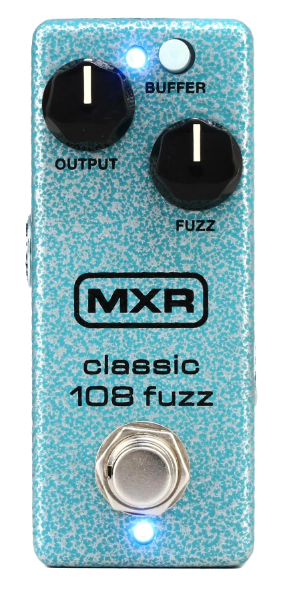 BUFFER
OUTPUT
FUZZ
MXR
classic
108 fuzz